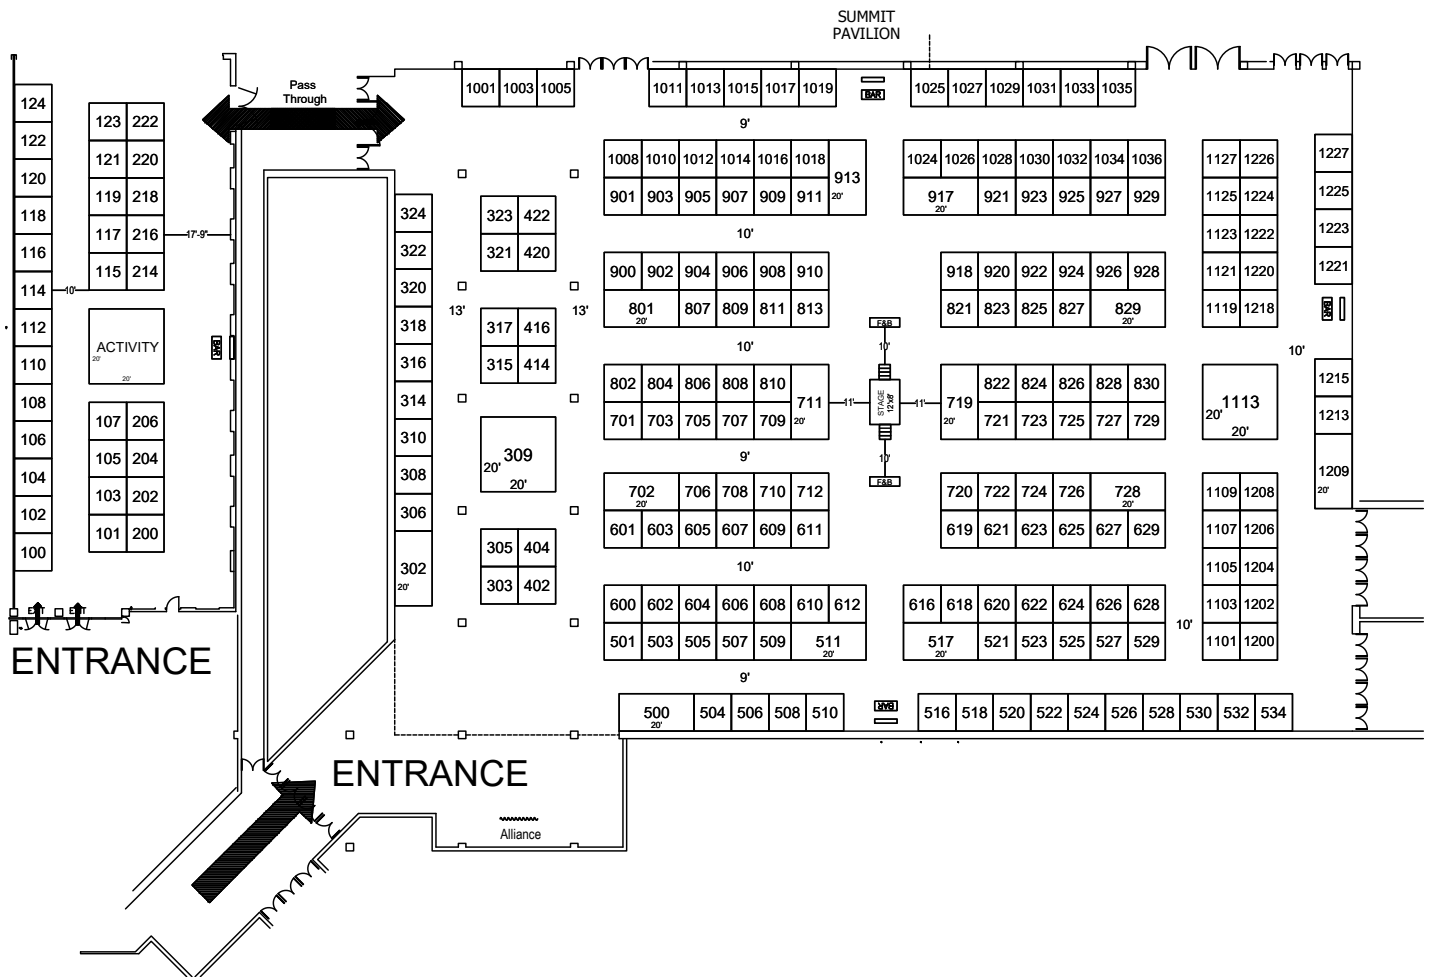 SUMMIT
PAVILION
Pass
Through
1001 1003 1005
1011 1013 1015 1017 1019
BAR
1025 1027 1029 1031 1033 1035
9'
124
122
120
118
116
114
112
110
108
106
104
102
100
10'
123 222
121 220
119 218
117 216
115 214
17'-9"
ACTIVITY
20'
20'
BAR
107 206
105 204
103 202
101 200
EXIT
EXIT
ENTRANCE
324
322
320
318
316
314
310
308
306
302
20'
13'
13'
323 422
321 420
317 416
315 414
309
20'
20'
305 404
303 402
1008 1010 1012 1014 1016 1018
913
20'
901 903 905 907 909 911
10'
900 902 904 906 908 910
801
20'
807 809 811 813
10'
802 804 806 808 810
711
20'
701 703 705 707 709
9'
702
20'
706 708 710 712
601 603 605 607 609 611
10'
600 602 604 606 608 610 612
501 503 505 507 509 511
20'
9'
500
20'
504 506 508 510
F&B
10'
STAGE
12'x8'
11'
11'
10'
F&B
BAR
1024 1026 1028 1030 1032 1034 1036
917
20'
921 923 925 927 929
918 920 922 924 926 928
821 823 825 827 829
20'
719
20'
822 824 826 828 830
721 723 725 727 729
720 722 724 726 728
20'
619 621 623 625 627 629
616 618 620 622 624 626 628
517
20'
521 523 525 527 529
10'
516 518 520 522 524 526 528 530 532 534
1127 1226
1125 1224
1123 1222
1121 1220
1119 1218
1113
20'
20'
1109 1208
1107 1206
1105 1204
1103 1202
1101 1200
1227
1225
1223
1221
BAR
10'
1215
1213
1209
20'
ENTRANCE
Alliance